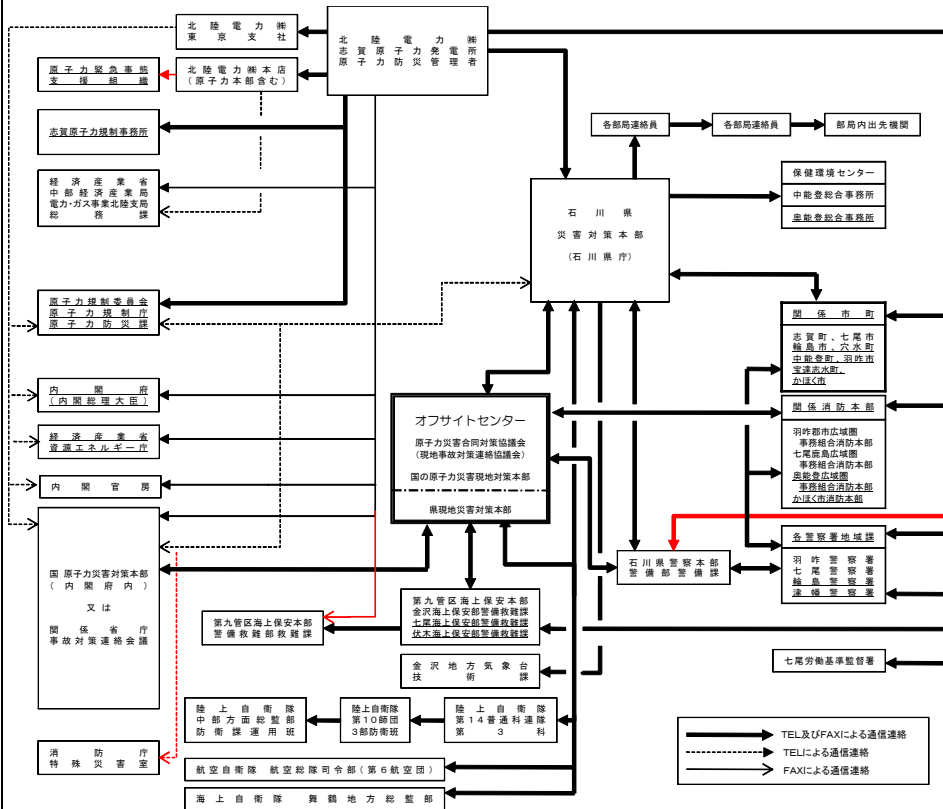 北陸電力㈱
東京支社
北陸電力㈱
志賀原子力発電所
原子力防災管理者
原子力緊急事態
支援組織
北陸電力㈱本店
(原子力本部含む)
志賀原子力規制事務所
各部局連絡員
各部局連絡員
部局内出先機関
経済産業省
中部経済産業局
電力・ガス事業北陸支局
総務課
石川県
災害対策本部
(石川県庁)
保健環境センター
中能登総合事務所
奥能登総合事務所
原子力規制委員会
原子力規制庁
原子力防災課
関係市町
志賀町、七尾市
輪島市、穴水町
中能登町、羽咋市
宝達志水町、
かほく市
内閣府
(内閣総理大臣)
経済産業省
資源エネルギー庁
内閣官房
オフサイトセンター
原子力災害合同対策協議会
(現地事故対策連絡協議会)
国の原子力災害現地対策本部
県現地災害対策本部
関係消防本部
羽咋郡市広域圏
事務組合消防本部
七尾鹿島広域圏
事務組合消防本部
奥能登広域圏
事務組合消防本部
かほく市消防本部
国 原子力災害対策本部
(内閣府内)
又は
関係省庁
事故対策連絡会議
石川県警察本部
警備部警備課
各警察署地域課
羽咋警察署
七尾警察署
輪島警察署
津幡警察署
第九管区海上保安本部
警備救難部救難課
第九管区海上保安本部
金沢海上保安部警備救難課
七尾海上保安部警備救難課
伏木海上保安部警備救難課
金沢地方気象台
技術課
七尾労働基準監督署
陸上自衛隊
中部方面総監部
防衛課運用班
陸上自衛隊
第10師団
3部防衛班
陸上自衛隊
第14普通科連隊
第3科
消防庁
特殊災害室
航空自衛隊 航空総隊司令部(第6航空団)
海上自衛隊 舞鶴地方総監部
TEL及びFAXによる通信連絡
TELによる通信連絡
FAXによる通信連絡